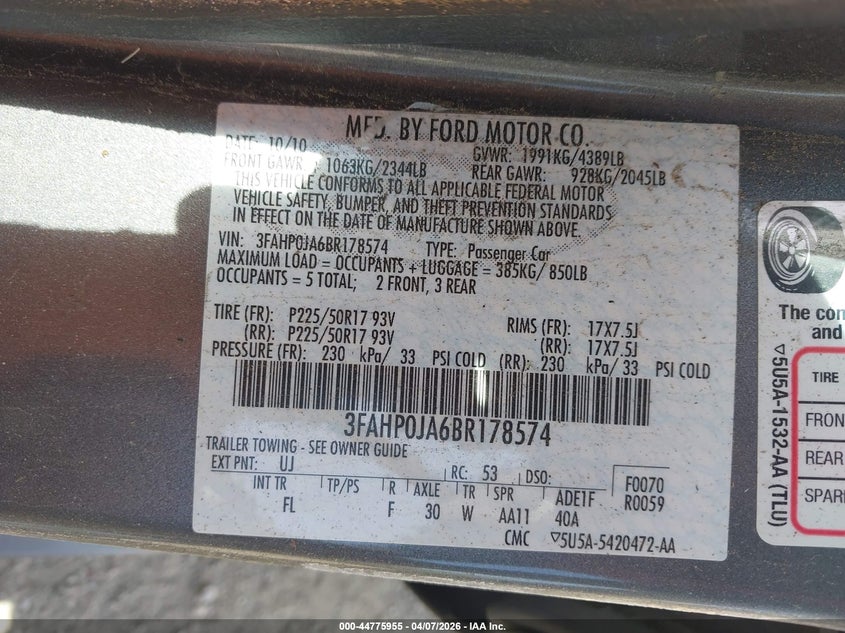 MFD. BY FORD MOTOR CO.
DATE: 10/10 GVWR: 1991KG/4389LB
FRONT GAWR: 1063KG/2344LB REAR GAWR: 928KG/2045LB
THIS VEHICLE CONFORMS TO ALL APPLICABLE FEDERAL MOTOR
VEHICLE SAFETY, BUMPER, AND THEFT PREVENTION STANDARDS
IN EFFECT ON THE DATE OF MANUFACTURE SHOWN ABOVE.
VIN: 3FAHP0JA6BR178574 TYPE: Passenger Car
MAXIMUM LOAD = OCCUPANTS + LUGGAGE = 385KG/ 850LB
OCCUPANTS = 5 TOTAL; 2 FRONT, 3 REAR
TIRE (FR): P225/50R17 93V RIMS (FR): 17X7.5J
(RR): P225/50R17 93V (RR): 17X7.5J
PRESSURE (FR): 230 kPa/ 33 PSI COLD (RR): 230 kPa/ 33 PSI COLD
3FAHP0JA6BR178574
TRAILER TOWING - SEE OWNER GUIDE
EXT PNT: UJ RC: 53 DSO: F0070
INT TR TP/PS R AXLE TR SPR ADE1F R0059
FL F 30 W AA11 40A
CMC ▽5U5A-5420472-AA
The
and
▽5U5A-1532-AA (TLU)
TIRE
FRON
REAR
SPAR
000-44775955 - 04/07/2026 - IAA Inc.